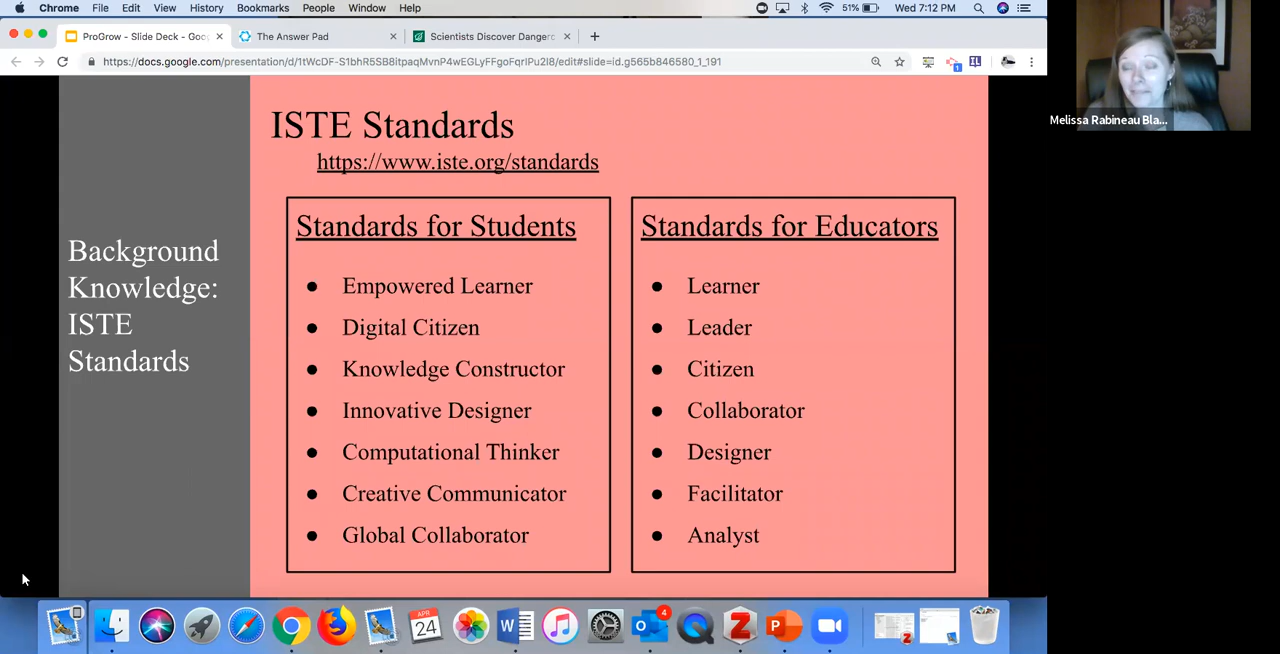 Chrome File Edit View History Bookmarks People Window Help 51% Wed 7:12 PM
ProGrow - Slide Deck - Goo The Answer Pad Scientists Discover Dangero
https://docs.google.com/presentation/d/1tWcDF-S1bhR5SB8itpaqMvnP4wEGLyFFgoFqrlPu2I8/edit#slide=id.g565b846580_1_191
1
IL
Melissa Rabineau Bla...
ISTE Standards
https://www.iste.org/standards
Background
Knowledge:
ISTE
Standards
Standards for Students
● Empowered Learner
● Digital Citizen
● Knowledge Constructor
● Innovative Designer
● Computational Thinker
● Creative Communicator
● Global Collaborator
Standards for Educators
● Learner
● Leader
● Citizen
● Collaborator
● Designer
● Facilitator
● Analyst
APR
24
W
O
4
Z
P
Z